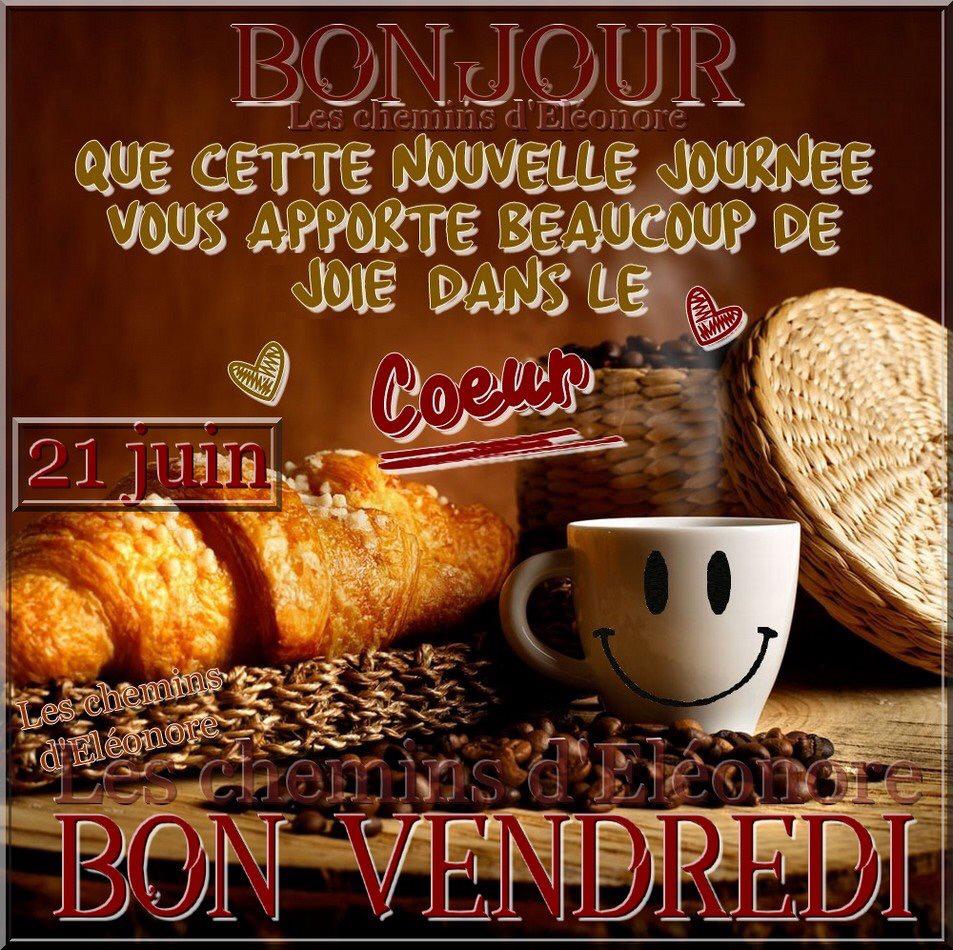 BONJOUR
Les chemins d'Eléonore
QUE CETTE NOUVELLE JOURNEE
VOUS APPORTE BEAUCOUP DE
JOIE DANS LE
Coeur
21 juin
Les chemins
d'Eléonore
Les chemins d'Eléonore
BON VENDREDI